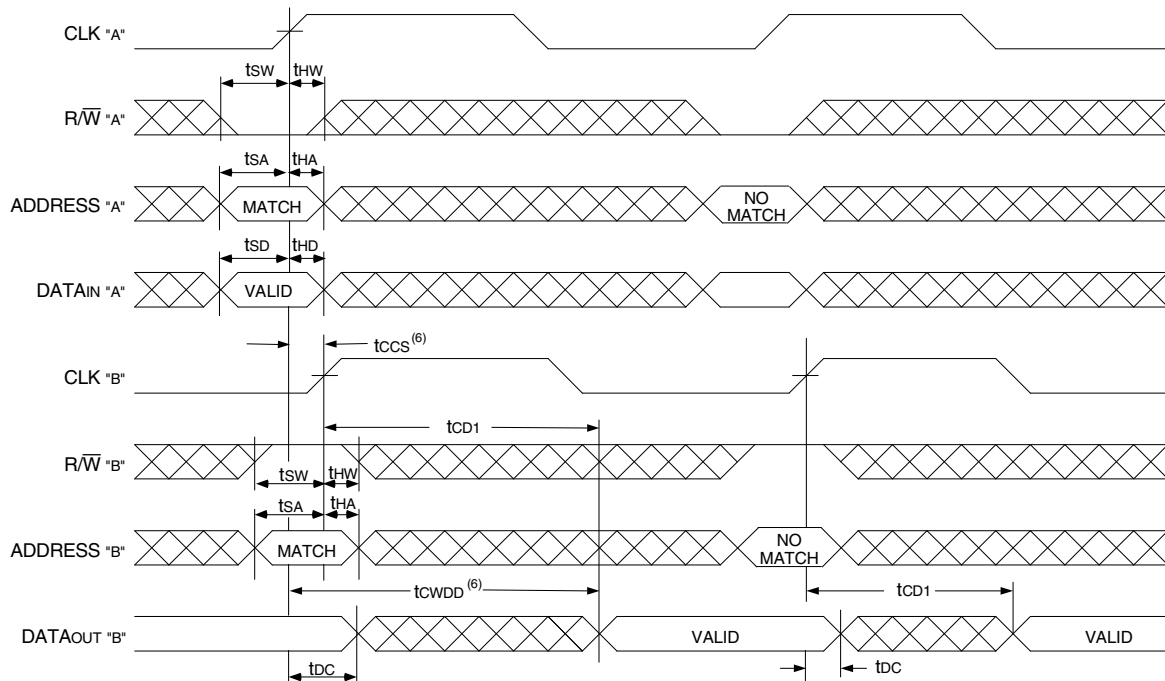 CLK "A"
tSW tHW
R/W̅ "A"
tSA tHA
ADDRESS "A" MATCH NO MATCH
tSD tHD
DATAIN "A" VALID
tCCS (6)
CLK "B"
tCD1
R/W̅ "B"
tSW tHW
tSA tHA
ADDRESS "B" MATCH NO MATCH
tCWDD (6) tCD1
DATAOUT "B" VALID VALID
tDC tDC